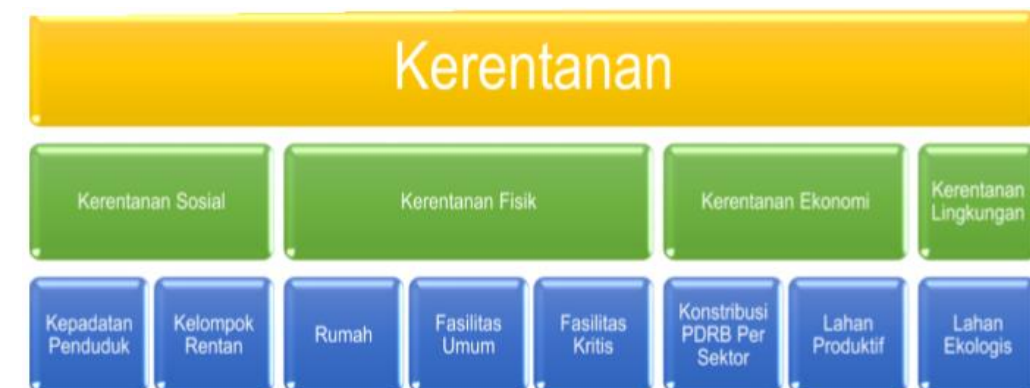 Kerentanan
Kerentanan Sosial
Kerentanan Fisik
Kerentanan Ekonomi
Kerentanan
Lingkungan
Kepadatan
Penduduk
Kelompok
Rentan
Rumah
Fasilitas
Umum
Fasilitas
Kritis
Konstribusi
PDRB Per
Sektor
Lahan
Produktif
Lahan
Ekologis